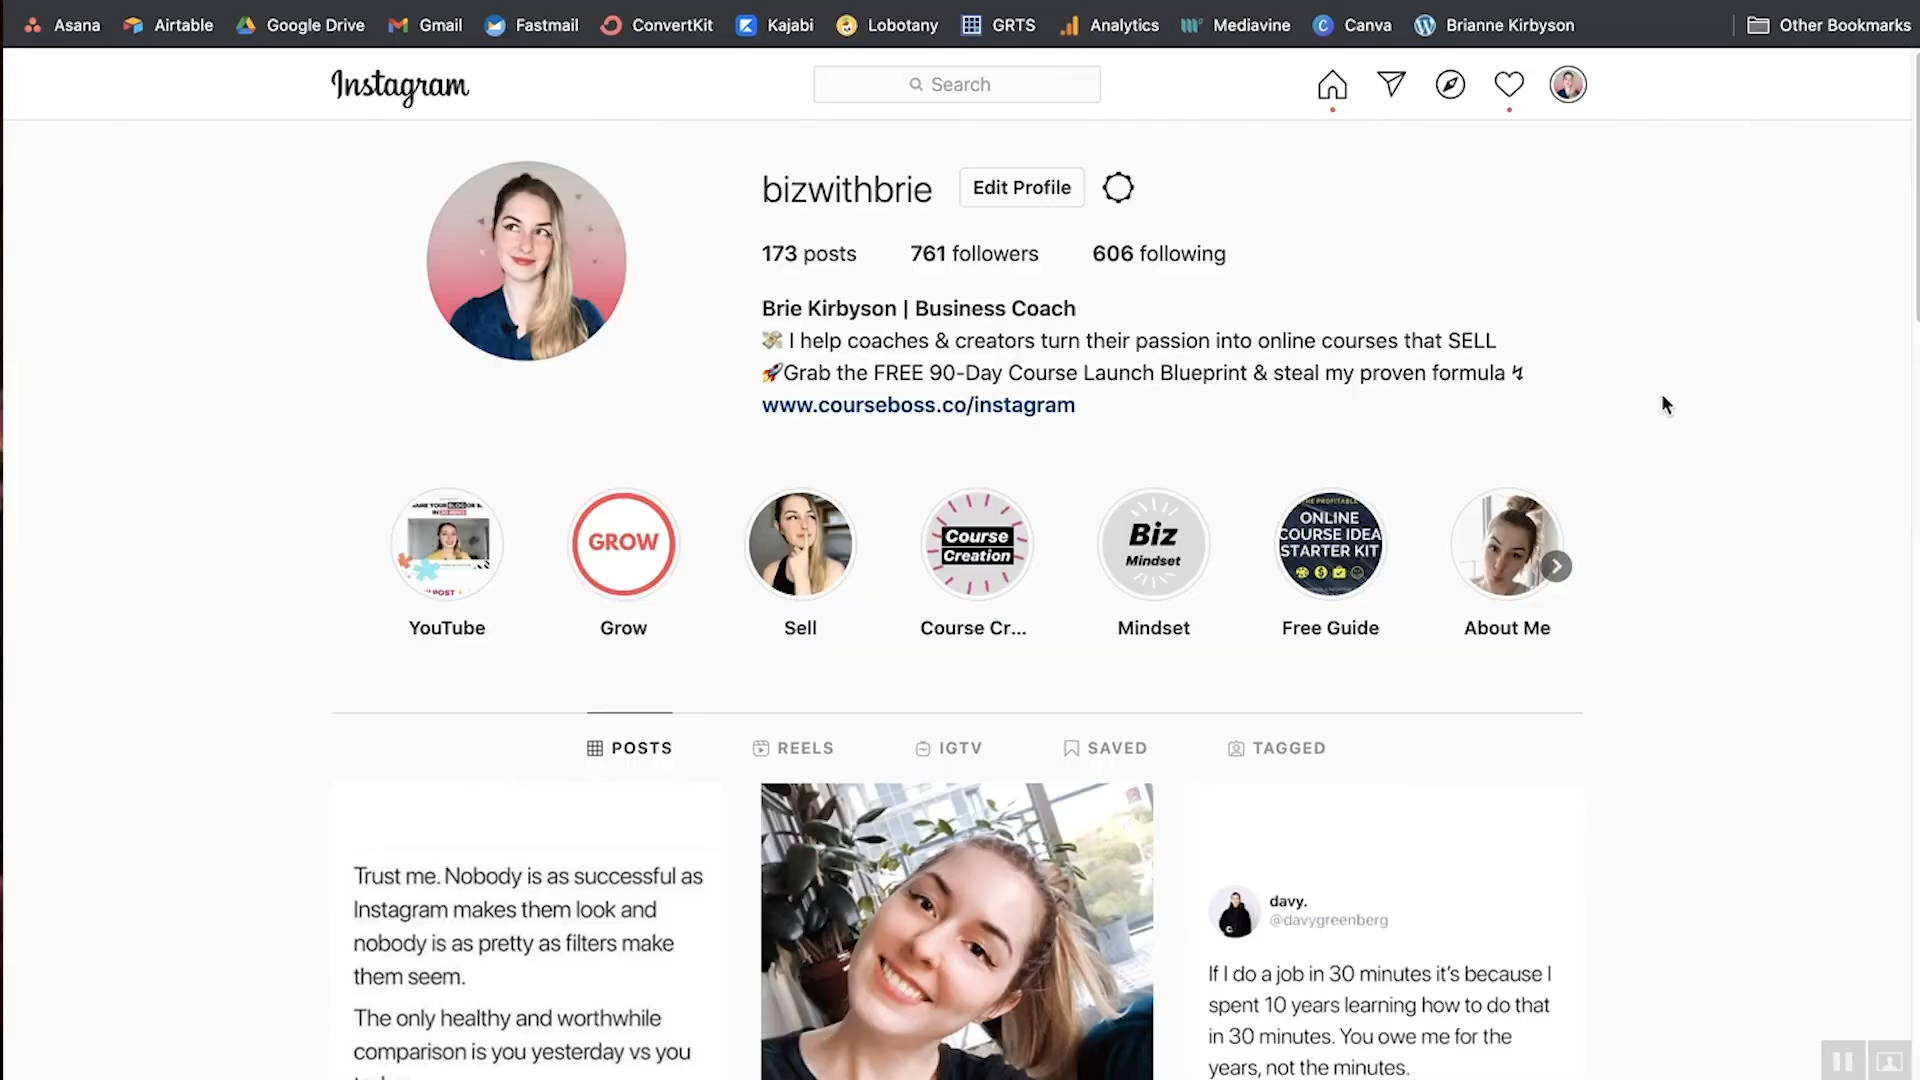 Asana Airtable Google Drive Gmail Fastmail ConvertKit Kajabi Lobotany GRTS Analytics Mediavine Canva Brianne Kirbyson Other Bookmarks
Instagram
Search
bizwithbrie Edit Profile
173 posts 761 followers 606 following
Brie Kirbyson | Business Coach
💸 I help coaches & creators turn their passion into online courses that SELL
🚀Grab the FREE 90-Day Course Launch Blueprint & steal my proven formula ↯
www.courseboss.co/instagram
GROW
Course
Creation
Biz
Mindset
THE PROFITABLE
ONLINE
COURSE IDEA
STARTER KIT
POST
YouTube Grow Sell Course Cr... Mindset Free Guide About Me
POSTS REELS IGTV SAVED TAGGED
Trust me. Nobody is as successful as
Instagram makes them look and
nobody is as pretty as filters make
them seem.
The only healthy and worthwhile
comparison is you yesterday vs you
davy.
@davygreenberg
If I do a job in 30 minutes it's because I
spent 10 years learning how to do that
in 30 minutes. You owe me for the
years, not the minutes.